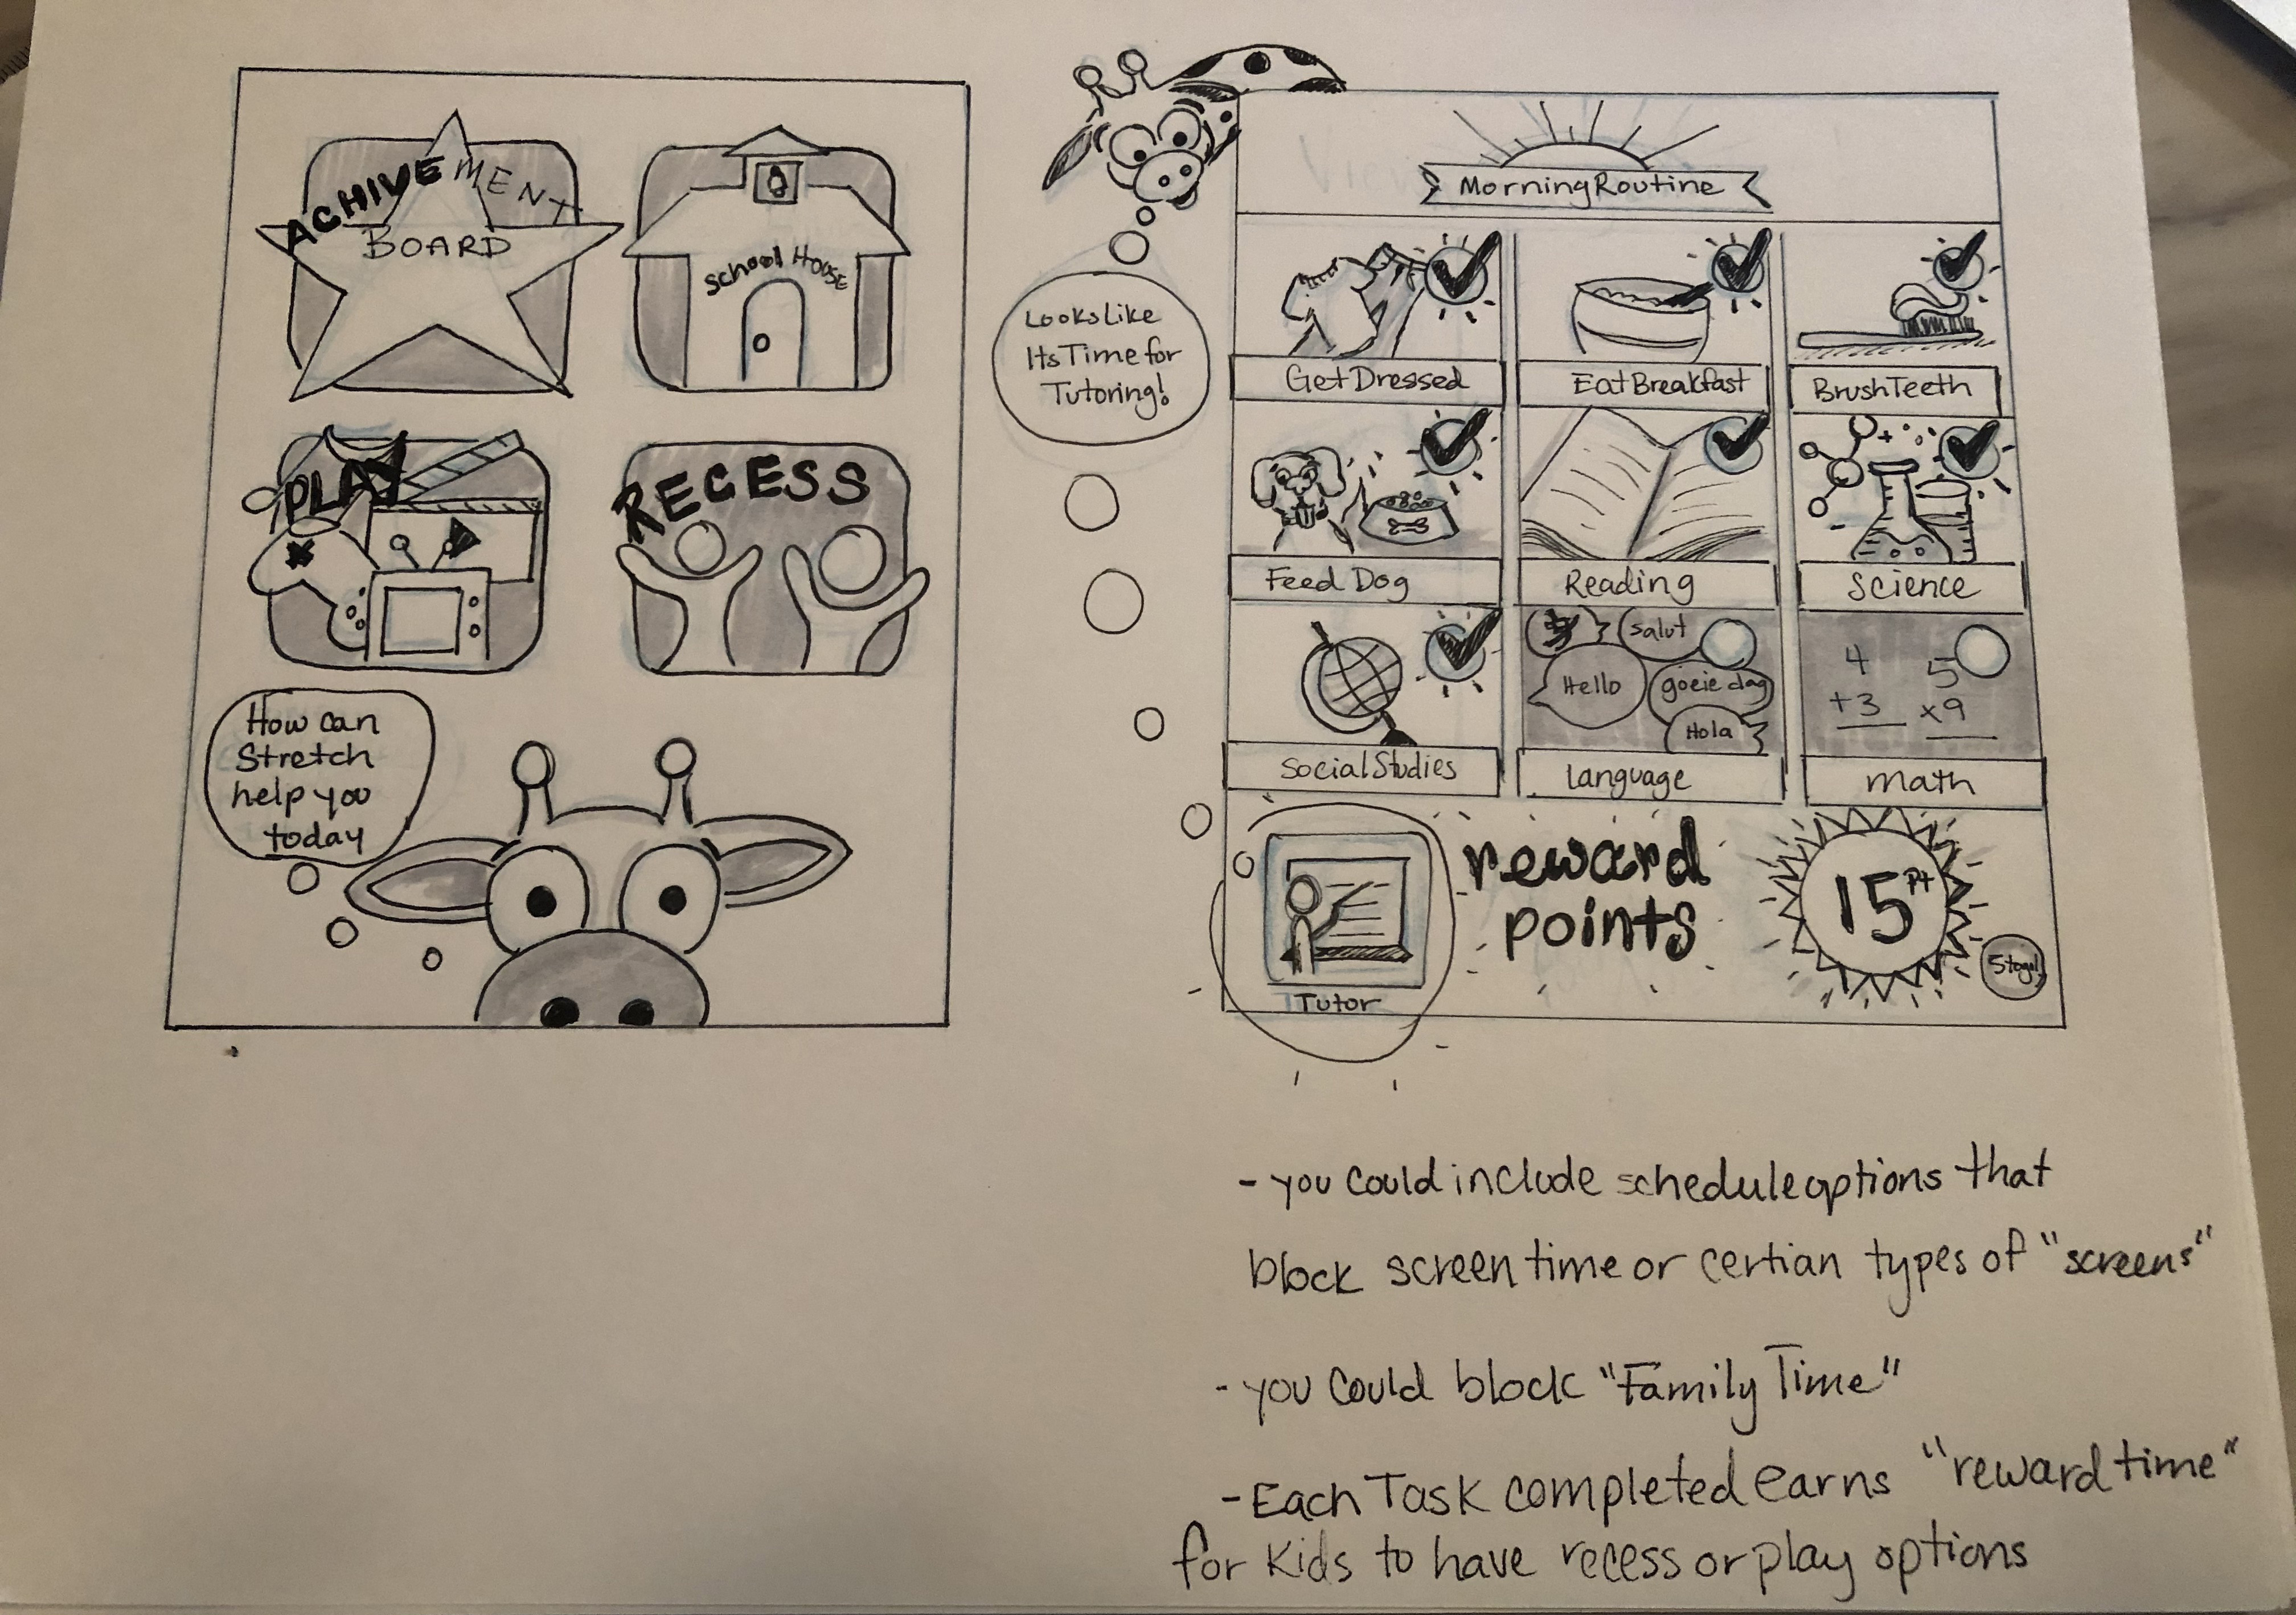 ACHIVEMENT
BOARD
School House
PLAY
RECESS
How can
Stretch
help you
today
Looks Like
Its Time for
Tutoring!
Morning Routine
Get Dressed
Eat Breakfast
Brush Teeth
Feed Dog
Reading
Science
salut
Hello
goeie dag
Hola
4
+3
5
x9
Social Studies
Language
math
Tutor
reward
points
15 Pt
- you could include schedule options that
block screen time or certian types of "screens"
- you could block "Family Time"
- Each Task completed earns "reward time"
for kids to have recess or play options